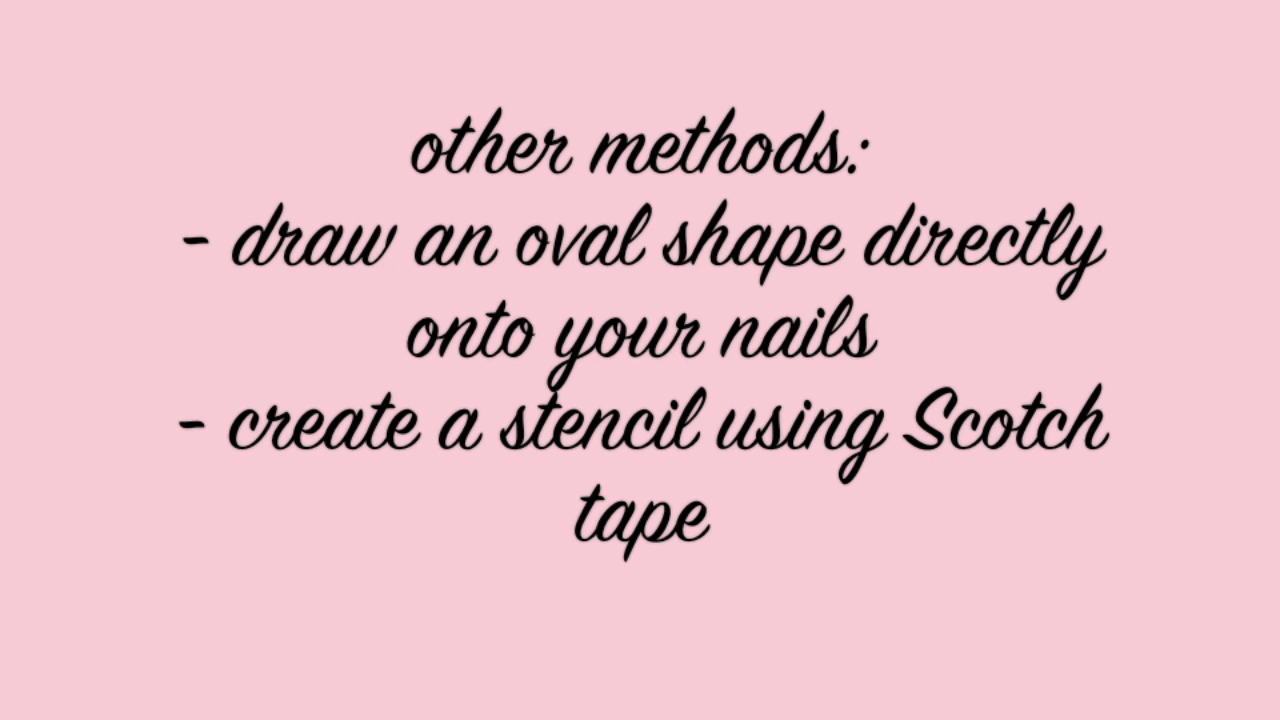 other methods:
- draw an oval shape directly
onto your nails
- create a stencil using Scotch
tape